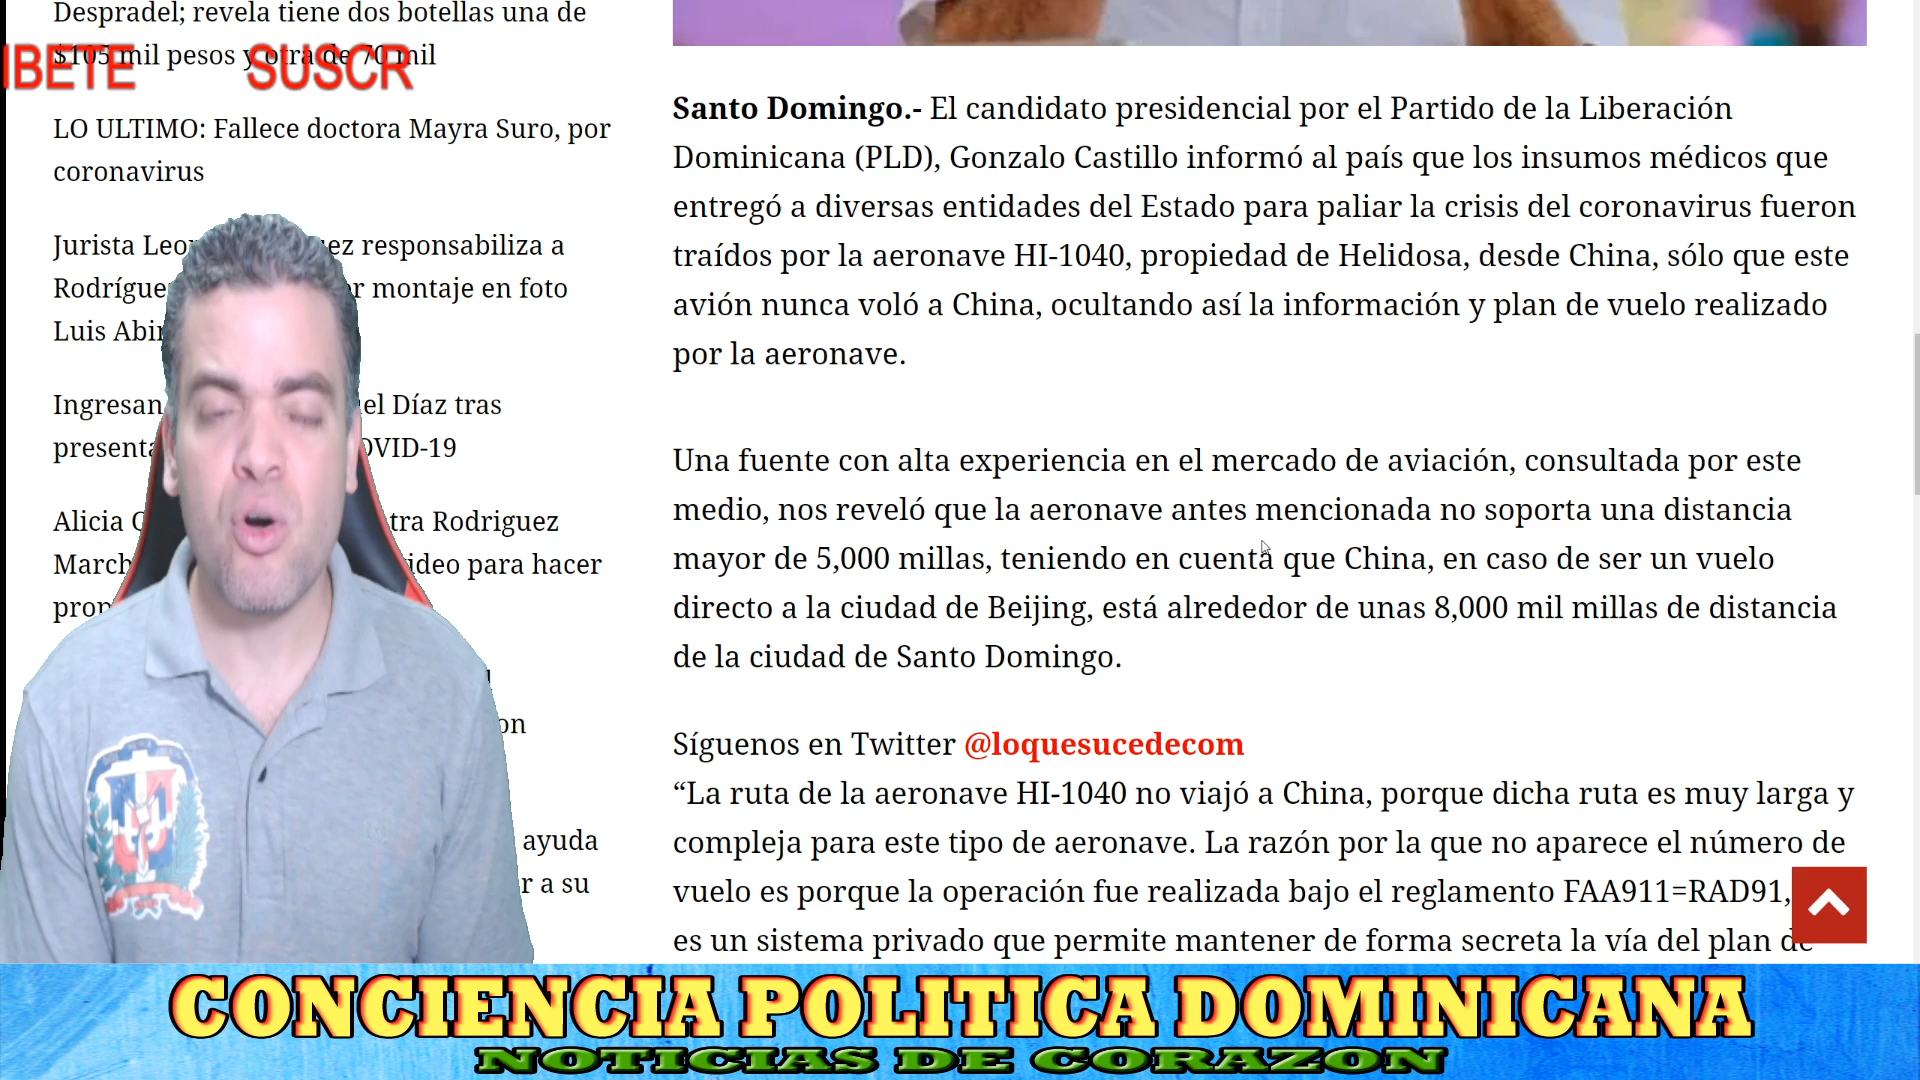 Despradel; revela tiene dos botellas una de
$105 mil pesos y otra de 70 mil
IBETE SUSCR
LO ULTIMO: Fallece doctora Mayra Suro, por
coronavirus
Jurista Leo ez responsabiliza a
Rodrígue r montaje en foto
Luis Abi
Ingresan el Díaz tras
presenta OVID-19
Alicia tra Rodriguez
March ideo para hacer
pro
on
ayuda
r a su
Santo Domingo.- El candidato presidencial por el Partido de la Liberación
Dominicana (PLD), Gonzalo Castillo informó al país que los insumos médicos que
entregó a diversas entidades del Estado para paliar la crisis del coronavirus fueron
traídos por la aeronave HI-1040, propiedad de Helidosa, desde China, sólo que este
avión nunca voló a China, ocultando así la información y plan de vuelo realizado
por la aeronave.
Una fuente con alta experiencia en el mercado de aviación, consultada por este
medio, nos reveló que la aeronave antes mencionada no soporta una distancia
mayor de 5,000 millas, teniendo en cuenta que China, en caso de ser un vuelo
directo a la ciudad de Beijing, está alrededor de unas 8,000 mil millas de distancia
de la ciudad de Santo Domingo.
Síguenos en Twitter @loquesucedecom
“La ruta de la aeronave HI-1040 no viajó a China, porque dicha ruta es muy larga y
compleja para este tipo de aeronave. La razón por la que no aparece el número de
vuelo es porque la operación fue realizada bajo el reglamento FAA911=RAD91,
es un sistema privado que permite mantener de forma secreta la vía del plan de
CONCIENCIA POLITICA DOMINICANA
NOTICIAS DE CORAZON